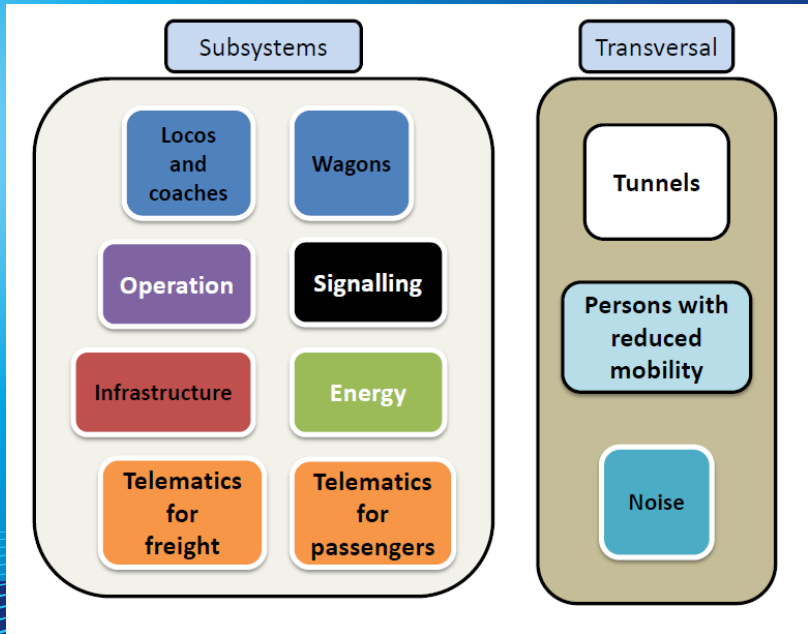 Subsystems
Locos
and
coaches
Wagons
Operation
Signalling
Infrastructure
Energy
Telematics
for
freight
Telematics
for
passengers
Transversal
Tunnels
Persons with
reduced
mobility
Noise